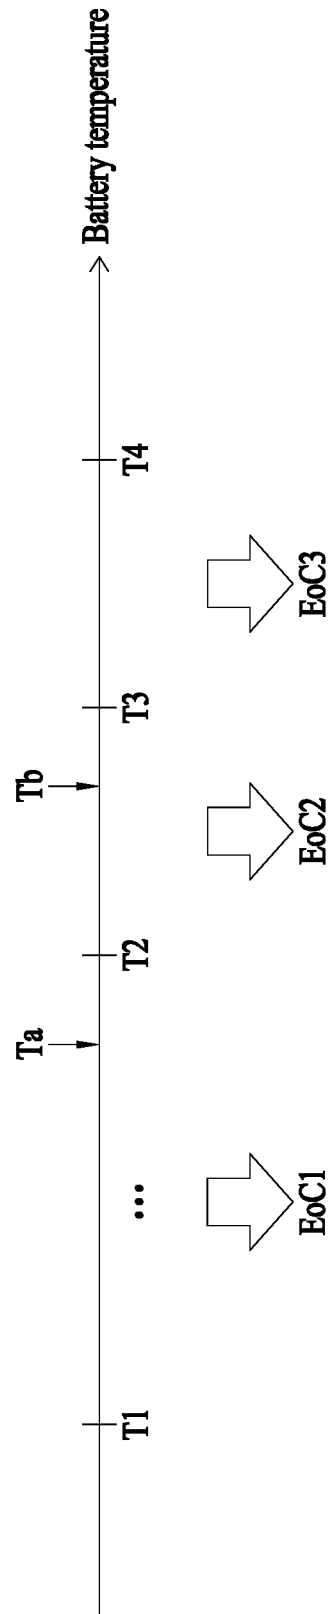 Ta
Tb
Battery temperature
T1
...
T2
T3
T4
EoC1
EoC2
EoC3